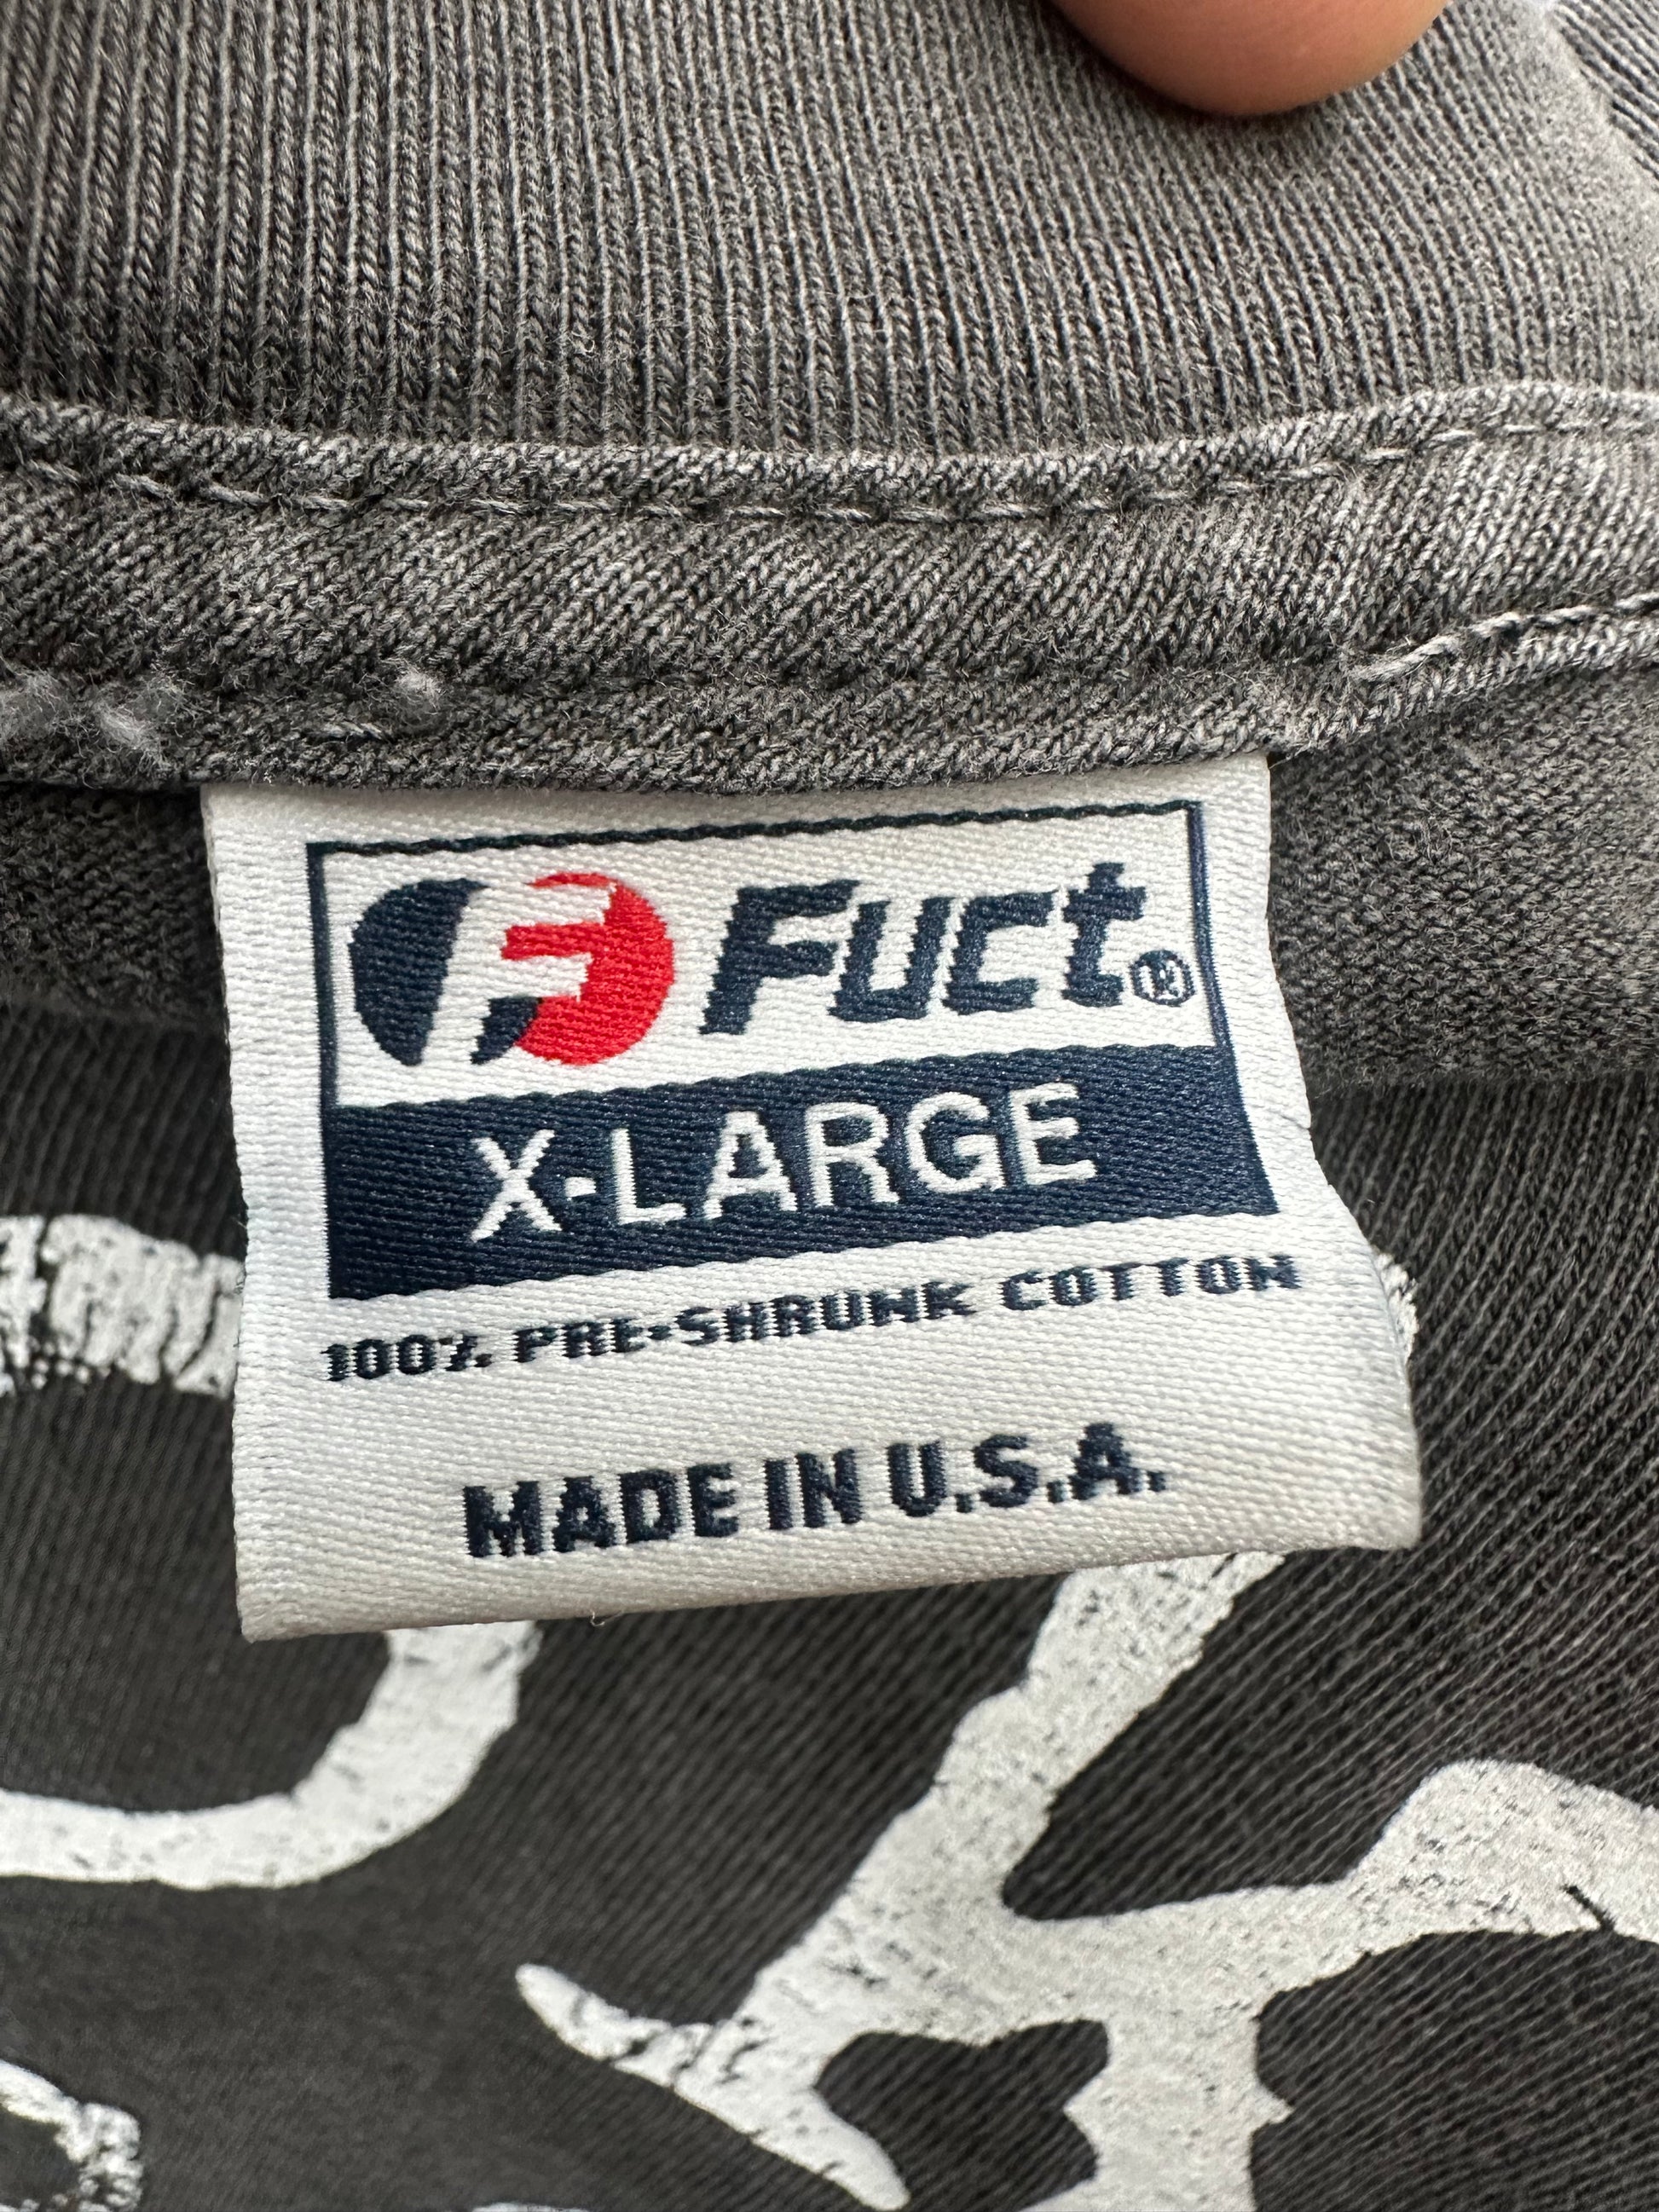 F Fuct®
X-LARGE
100% PRE-SHRUNK COTTON
MADE IN U.S.A.